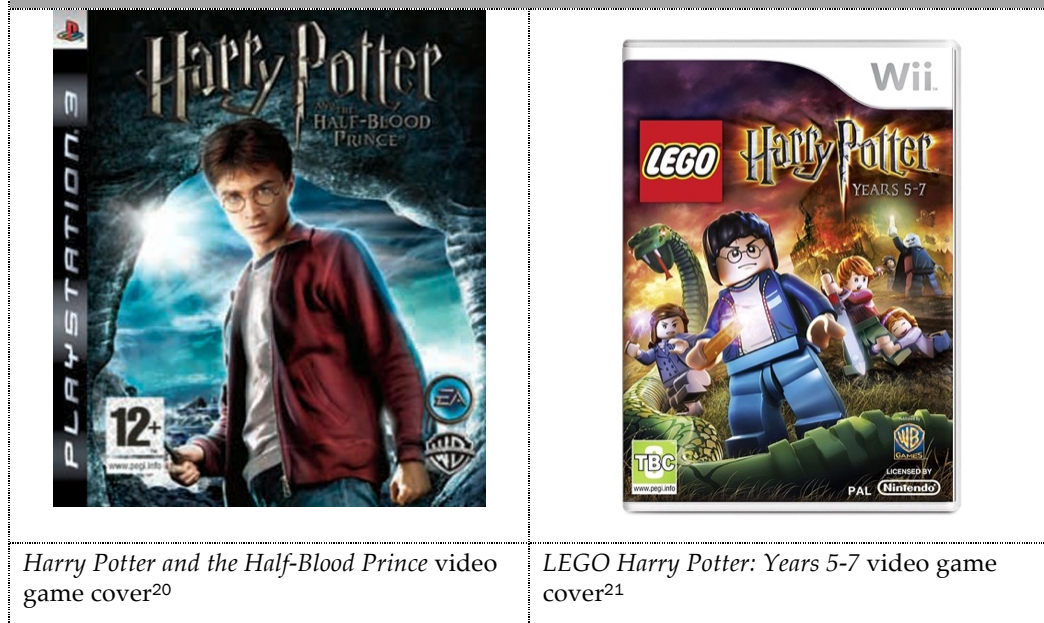 PLAYSTATION 3
Harry Potter
AND THE
HALF-BLOOD
PRINCE
12+
www.pegi.info
EA
WB
Harry Potter and the Half-Blood Prince video
game cover20
Wii
LEGO Harry Potter
YEARS 5-7
TBC
www.pegi.info
WB
GAMES
LICENSED BY
PAL Nintendo
LEGO Harry Potter: Years 5-7 video game
cover21